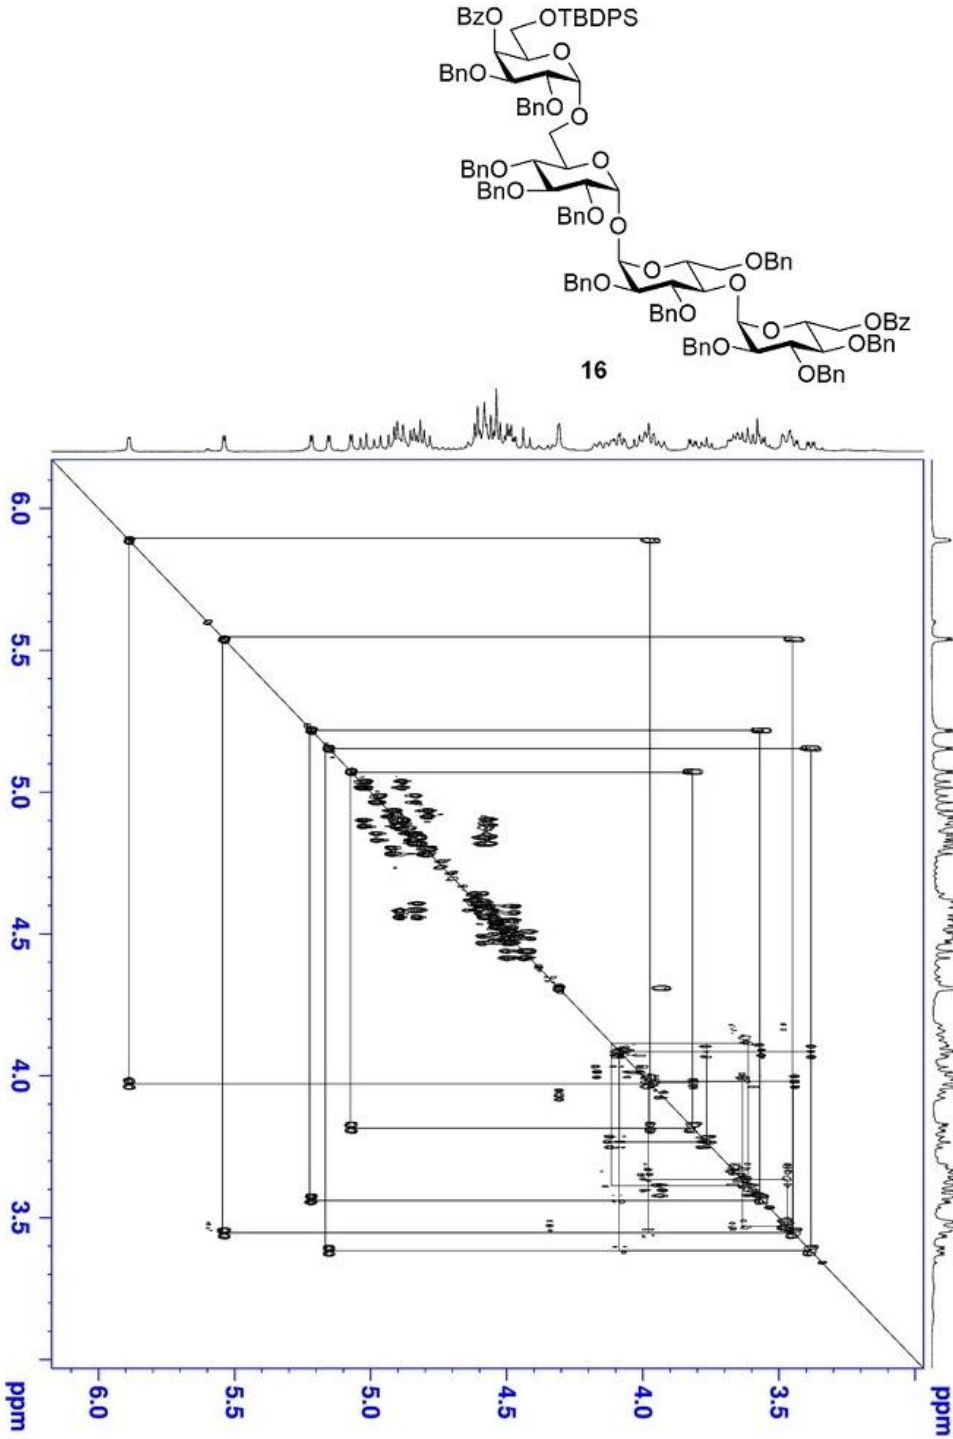 BzO OTBDPS
O
BnO
BnO
O
BnO O
BnO
BnO
O
O OBn
BnO O
BnO
O OBz
BnO OBn
OBn
16
6.0
5.5
5.0
4.5
4.0
3.5
ppm
6.0 5.5 5.0 4.5 4.0 3.5 ppm